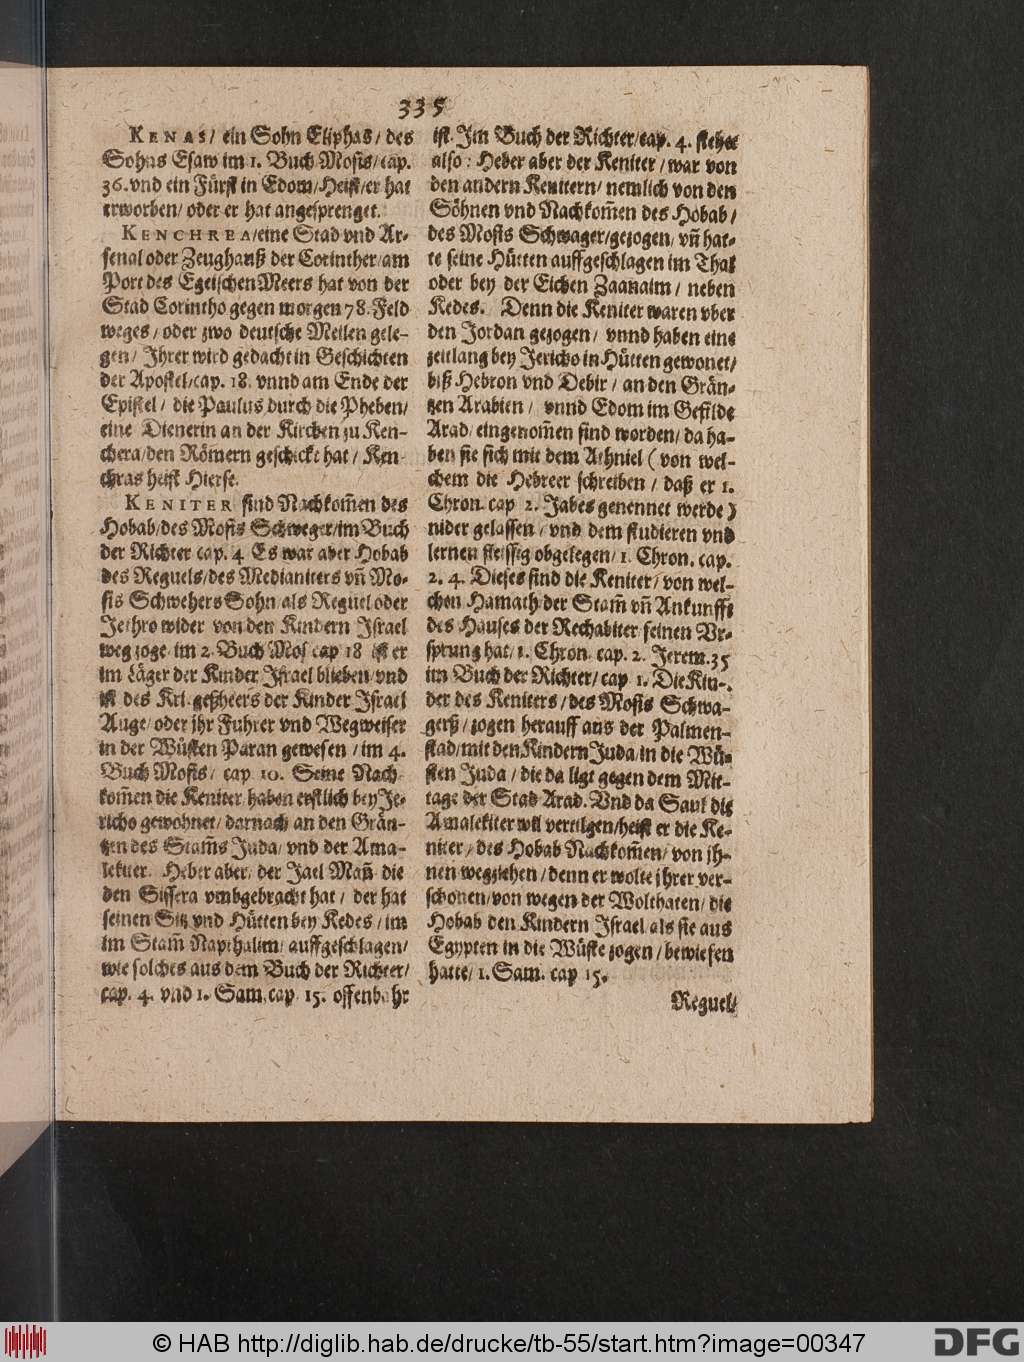 335
KENAS/ ein Sohn Eliphas/ des
Sohns Esaw im 1. Buch Mosis/cap.
36. vnd ein Fürst in Edom/Heist/er hat
erworben/ oder er hat angesprenget.
KENCHREA/eine Stad vnd Ar-
senal oder Zeughauß der Corinther/am
Port des Egeischen Meers hat von der
Stad Corintho gegen morgen 78. Feld
weges/ oder zwo deutsche Meilen gele-
gen/ Jhrer wird gedacht in Geschichten
der Apostel/cap. 18. vnnd am Ende der
Epistel/ die Paulus durch die Pheben/
eine Dienerin an der Kirchen zu Ken-
chera/den Römern geschickt hat/ Ken-
chras heist Hierse.
KENITER sind Nachkom̃en des
Hobab/des Mosis Schweger/im Buch
der Richter cap. 4 Es war aber Hobab
des Reguels/des Medianiters vñ Mo-
sis Schwehers Sohn/als Reguel oder
Jethro wider von den Kindern Israel
weg zoge im 2. Buch Mos cap 18 ist er
im Läger der Kinder Israel blieben/vnd
ist des Kriegßheers der Kinder Israel
Auge/ oder jhr Fuhrer vnd Wegweiser
in der Wüsten Paran gewesen/im 4.
Buch Mosis/ cap 10. Seine Nach-
kom̃en die Keniter haben erstlich bey Je-
richo gewohnet/ darnach an den Grän-
tzen des Stam̃s Juda/ vnd der Ama-
lekiter. Heber aber/ der Jael Mañ die
den Sissera vmbgebracht hat/ der hat
seinen Sitz vnd Hütten bey Kedes/im
im Stam̃ Napthalim/ auffgeschlagen/
wie solches aus dem Buch der Richter/
cap. 4. vnd 1. Sam. cap 15. offenbahr
ist. Im Buch der Richter/cap. 4. stehet
also: Heber aber der Keniter/ war von
den andern Kenitern/ nemlich von den
Söhnen vnd Nachkom̃en des Hobab/
des Mosis Schwager/gezogen/ vñ hat-
te seine Hütten auffgeschlagen im Thal
oder bey der Eichen Zaanaim/ neben
Kedes. Denn die Keniter waren vber
den Jordan gezogen/ vnnd haben eine
zeitlang bey Jericho in Hütten gewonet/
biß Hebron vnd Debir/ an den Grän-
tzen Arabien/ vnnd Edom im Gefilde
Arad/ eingenom̃en sind worden/ da ha-
ben sie sich mit dem Athniel (von wel-
chem die Hebreer schreiben/ daß er 1.
Chron. cap 2. Jabes genennet werde)
nider gelassen/ vnd dem studieren vnd
lernen fleissig obgelegen/ 1. Chron. cap.
2. 4. Dieses sind die Keniter/ von wel-
chen Hamath/der Stam̃ vñ Ankunfft
des Hauses der Rechabiter seinen Vr-
sprung hat/ 1. Chron. cap. 2. Jerem. 35
im Buch der Richter/ cap 1. Die Kin-
der des Keniters/des Mosis Schwa-
gerß/ zogen herauff aus der Palmen-
stad/mit den Kindern Juda/in die Wü-
sten Juda/ die da ligt gegen dem Mit-
tage der Stad Arad. Vnd da Saul die
Amalekiter wil vertilgen/heist er die Ke-
niter/ des Hobab Nachkom̃en/ von jh-
nen wegziehen/ denn er wolte jhrer ver-
schonen/von wegen der Wolthaten/ die
Hobab den Kindern Israel als sie aus
Egypten in die Wüste zogen/ bewiesen
hatte/ 1. Sam. cap 15.
Reguel/
© HAB http://diglib.hab.de/drucke/tb-55/start.htm?image=00347
DFG